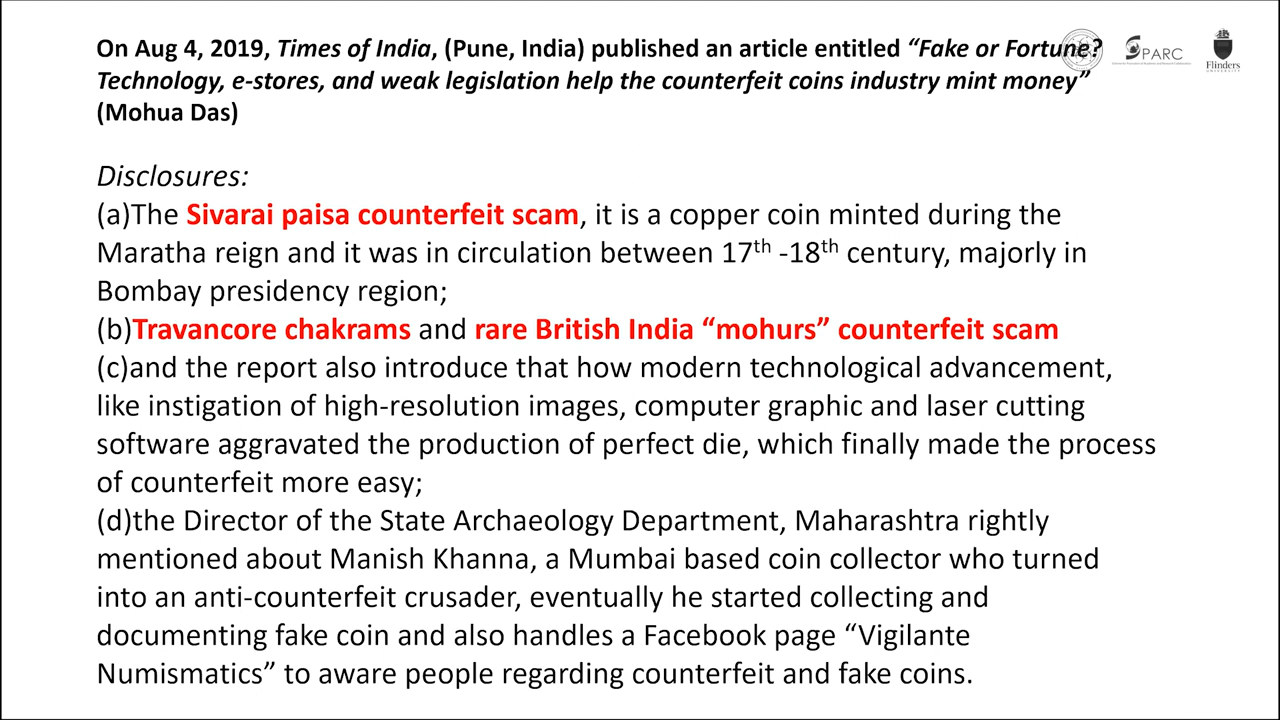 On Aug 4, 2019, Times of India, (Pune, India) published an article entitled “Fake or Fortune?
Technology, e-stores, and weak legislation help the counterfeit coins industry mint money”
(Mohua Das)
SPARC
Flinders
UNIVERSITY
Disclosures:
(a)The Sivarai paisa counterfeit scam, it is a copper coin minted during the
Maratha reign and it was in circulation between 17th -18th century, majorly in
Bombay presidency region;
(b)Travancore chakrams and rare British India “mohurs” counterfeit scam
(c)and the report also introduce that how modern technological advancement,
like instigation of high-resolution images, computer graphic and laser cutting
software aggravated the production of perfect die, which finally made the process
of counterfeit more easy;
(d)the Director of the State Archaeology Department, Maharashtra rightly
mentioned about Manish Khanna, a Mumbai based coin collector who turned
into an anti-counterfeit crusader, eventually he started collecting and
documenting fake coin and also handles a Facebook page “Vigilante
Numismatics” to aware people regarding counterfeit and fake coins.